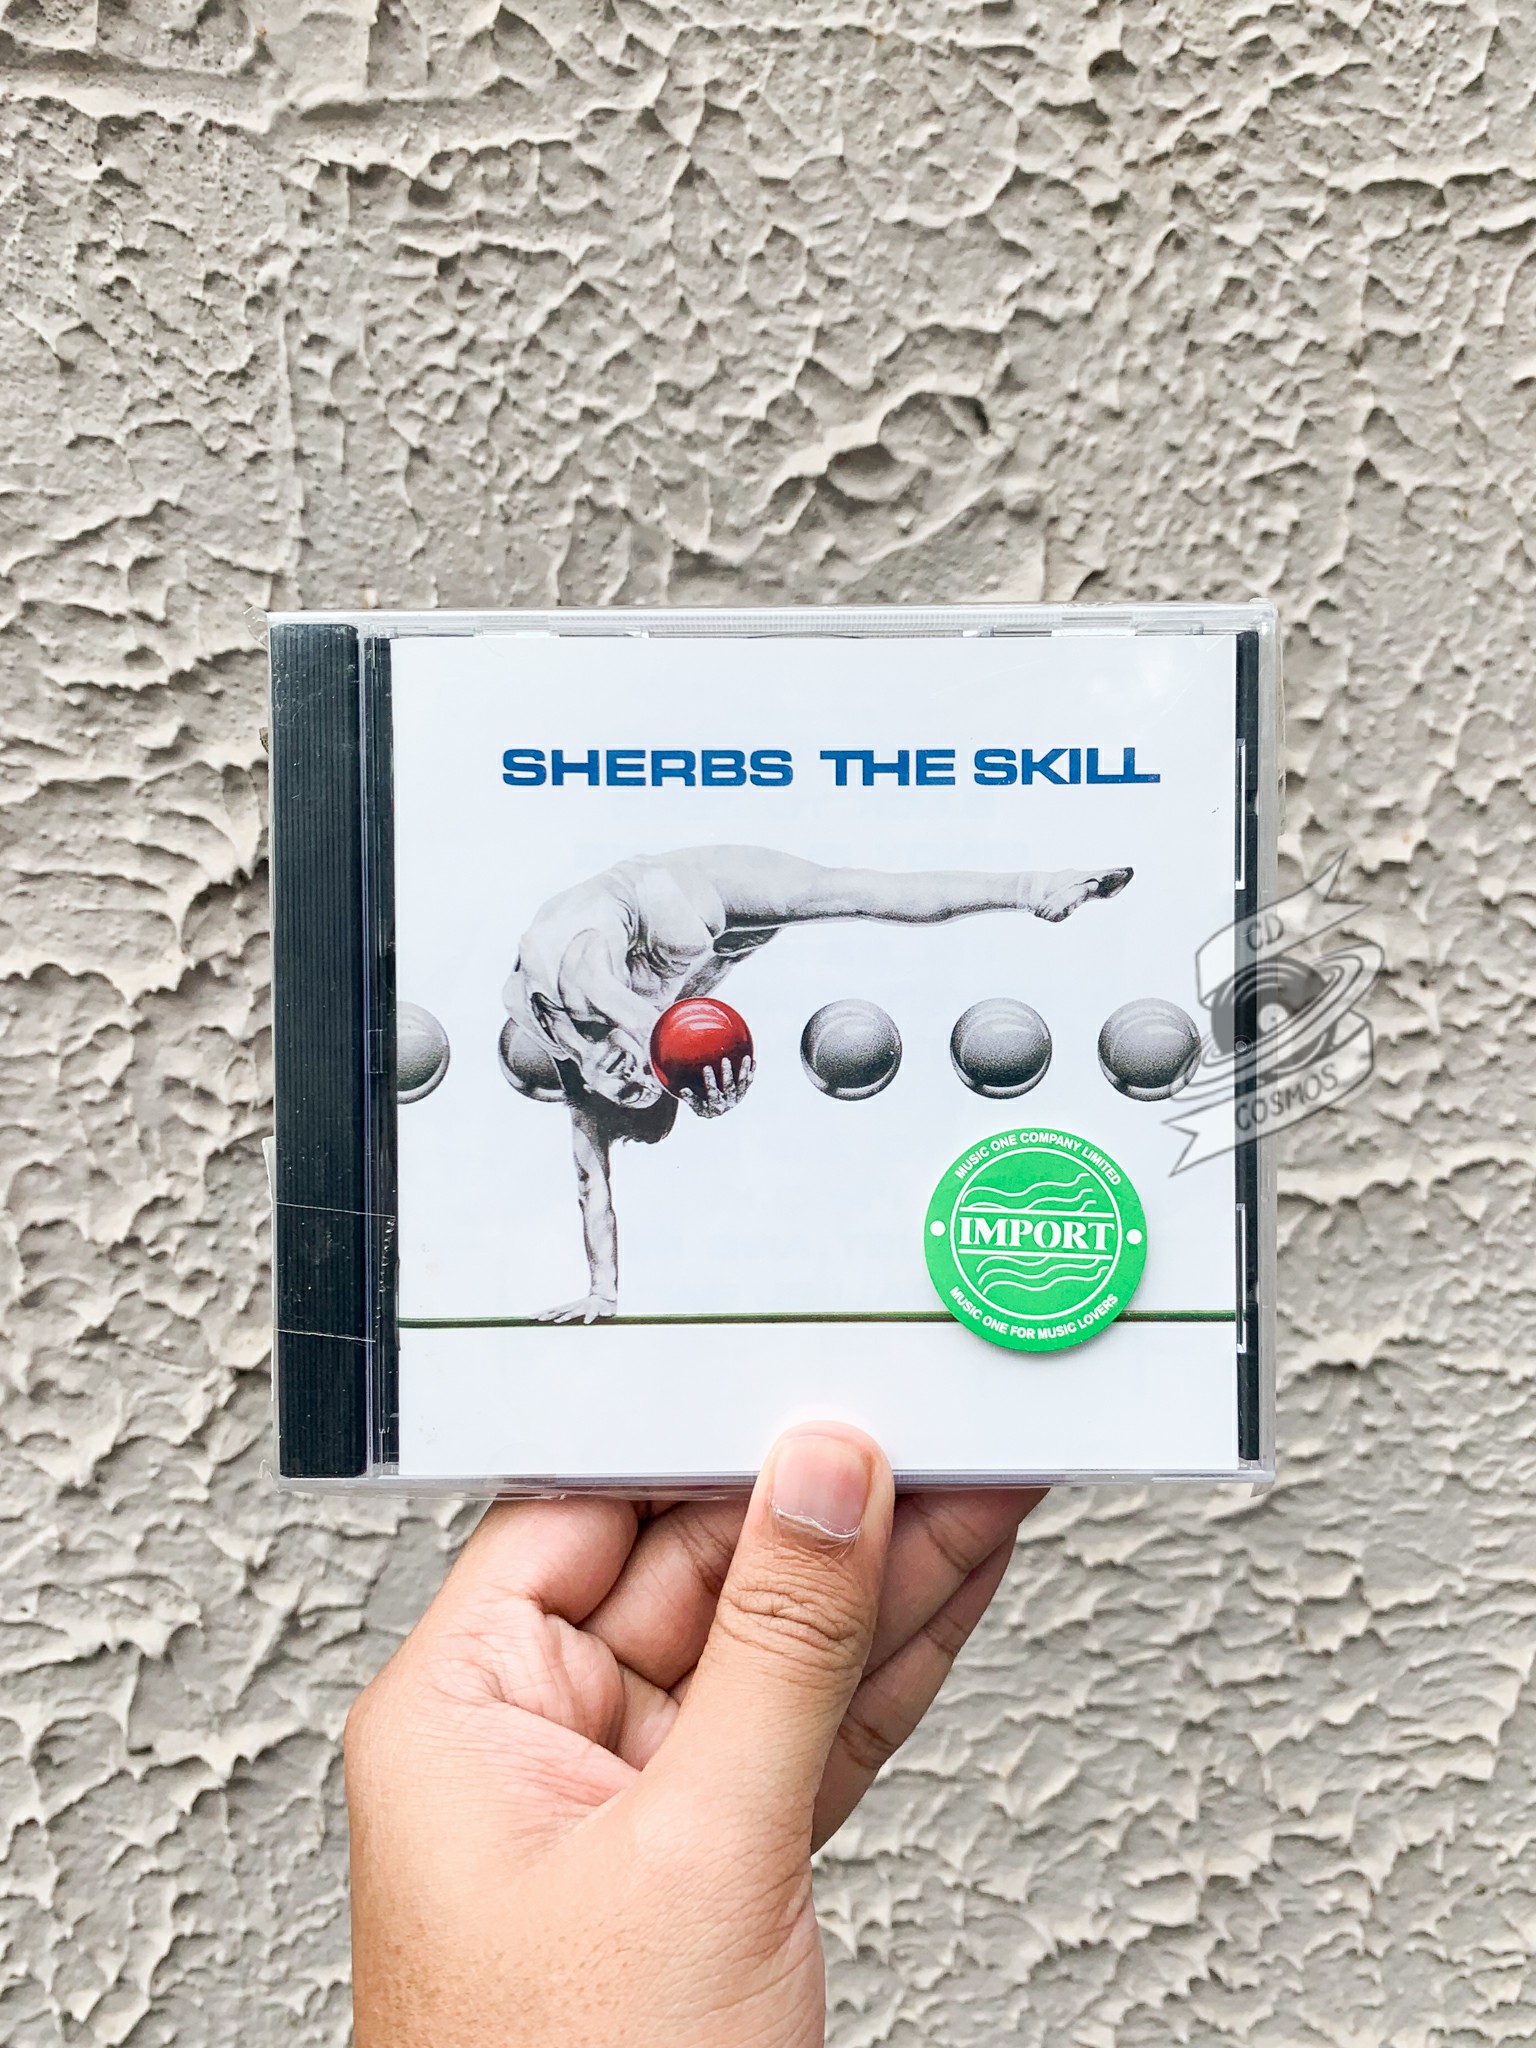 SHERBS THE SKILL
CD
COSMOS
MUSIC ONE COMPANY LIMITED
IMPORT
MUSIC ONE FOR MUSIC LOVERS